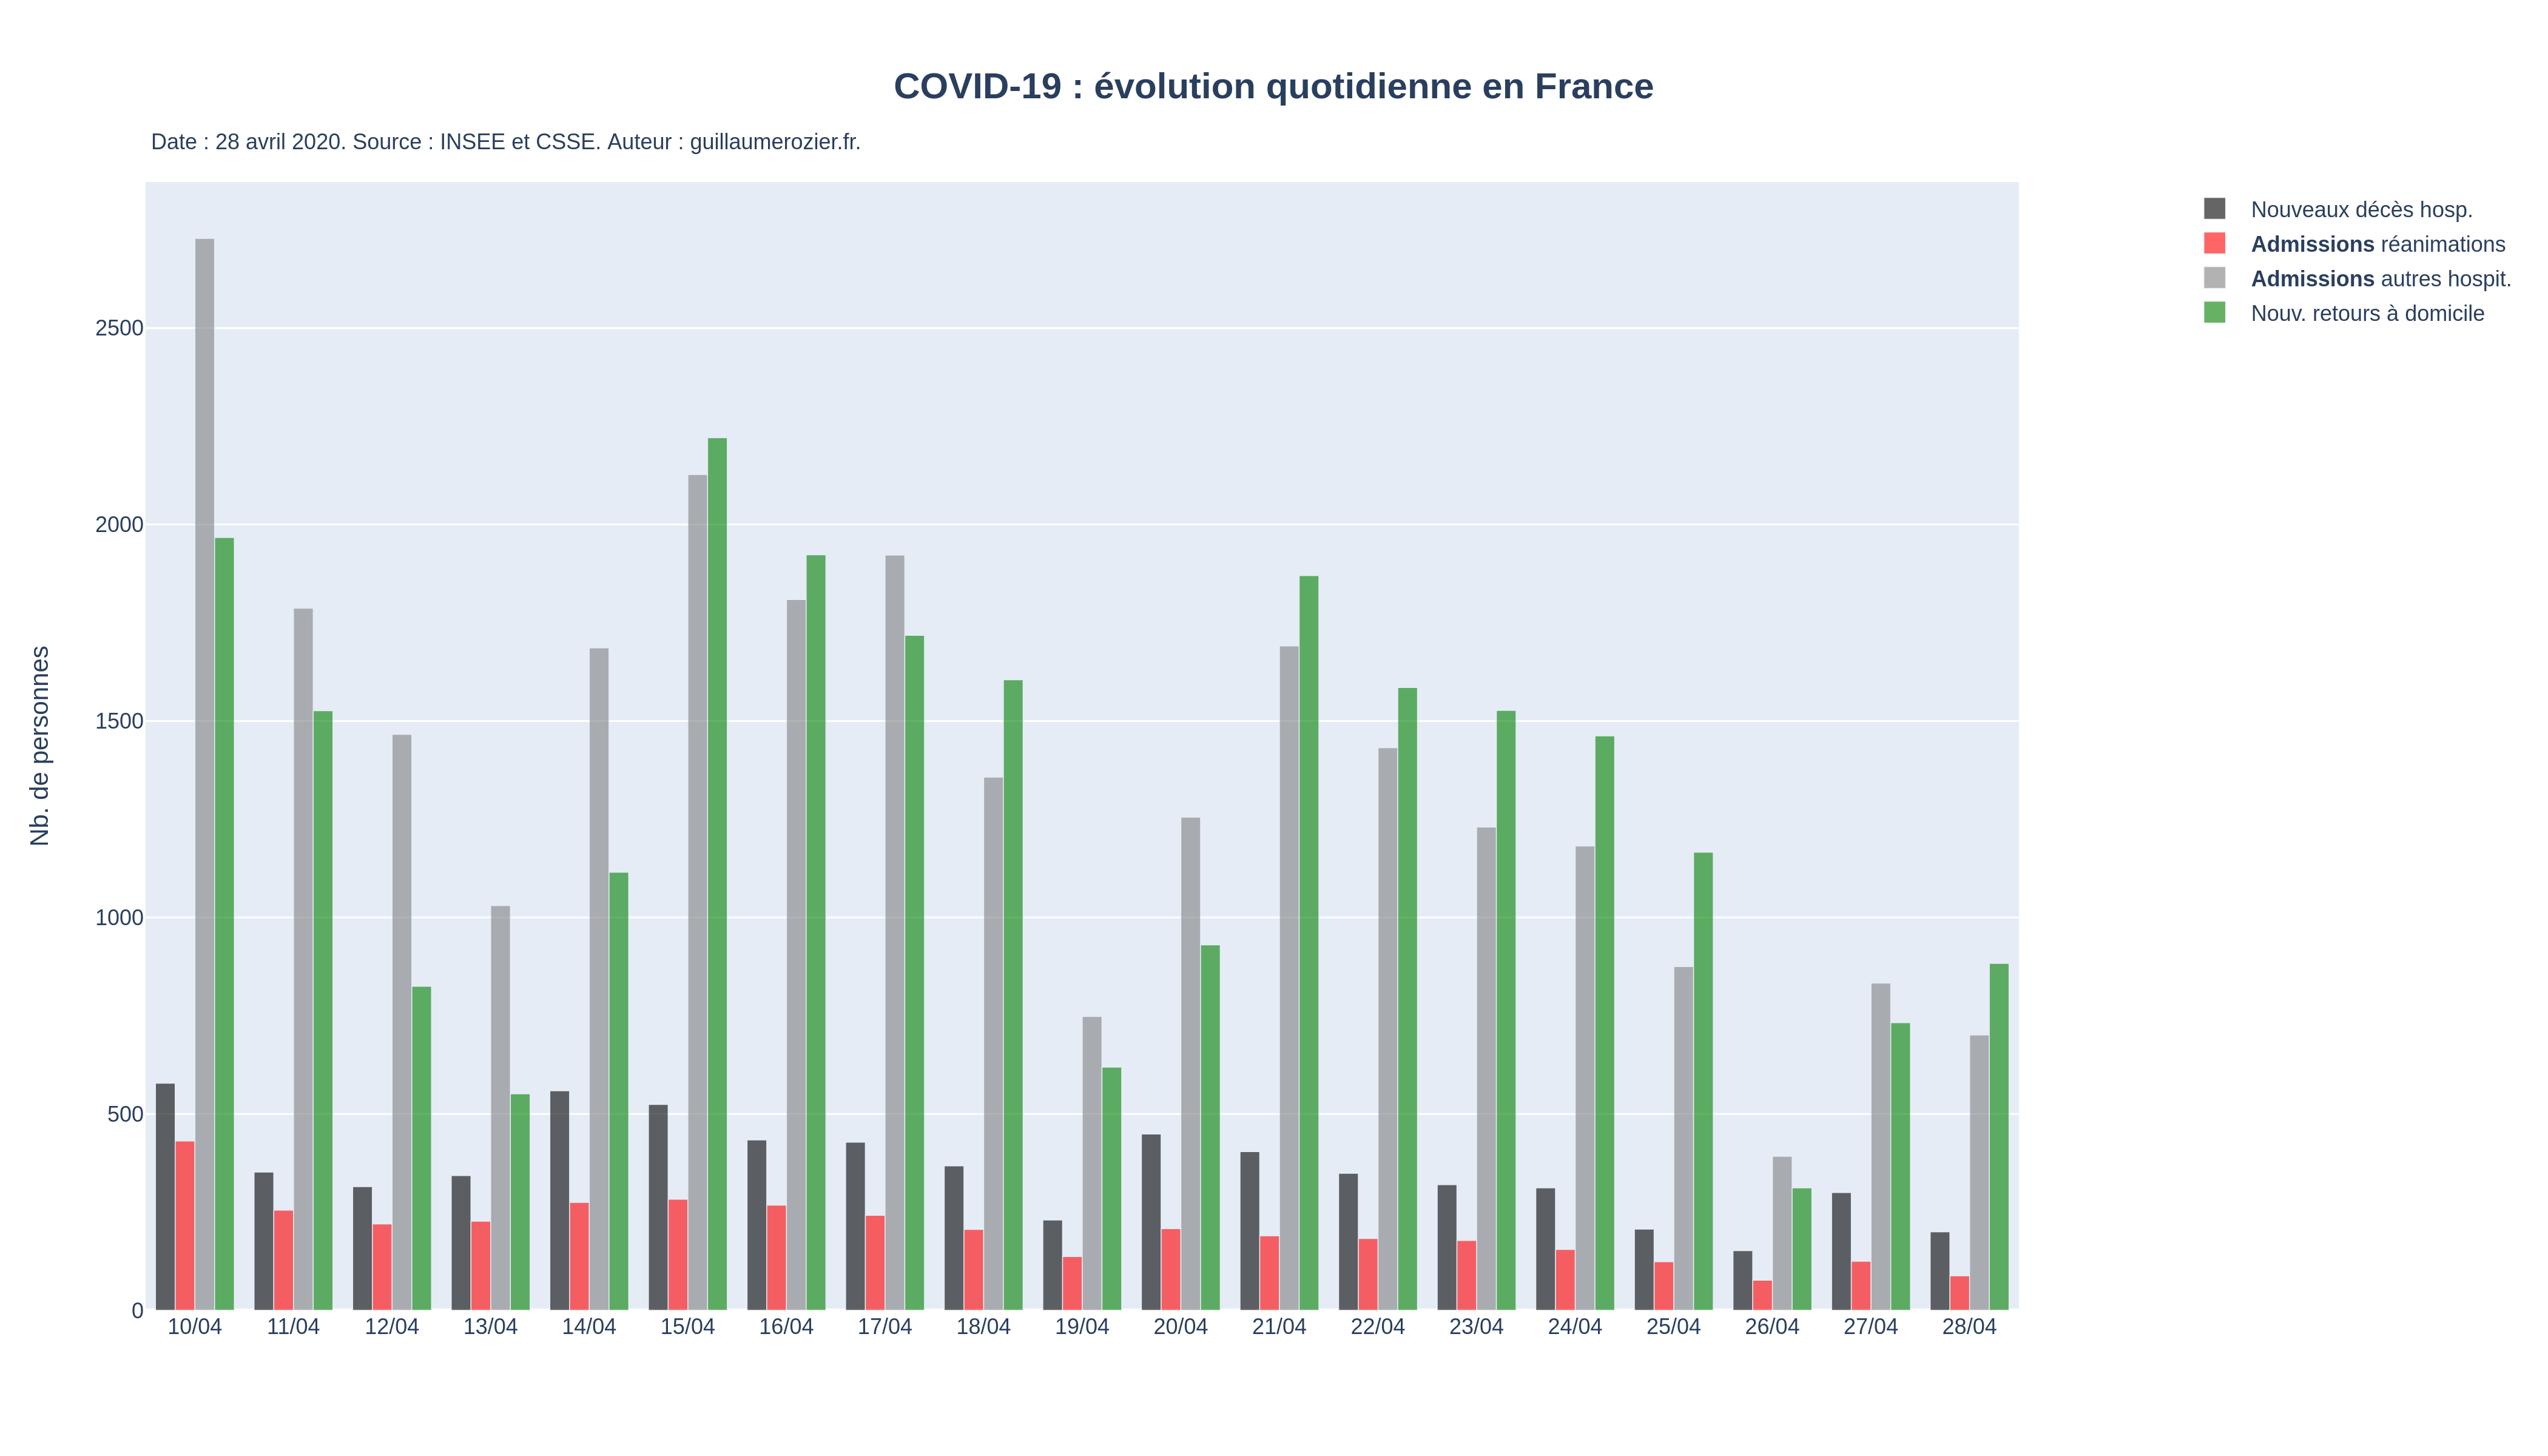 COVID-19 : évolution quotidienne en France
Date : 28 avril 2020. Source : INSEE et CSSE. Auteur : guillaumerozier.fr.
Nouveaux décès hosp.
Admissions réanimations
Admissions autres hospit.
Nouv. retours à domicile
Nb. de personnes
2500
2000
1500
1000
500
0
10/04 11/04 12/04 13/04 14/04 15/04 16/04 17/04 18/04 19/04 20/04 21/04 22/04 23/04 24/04 25/04 26/04 27/04 28/04